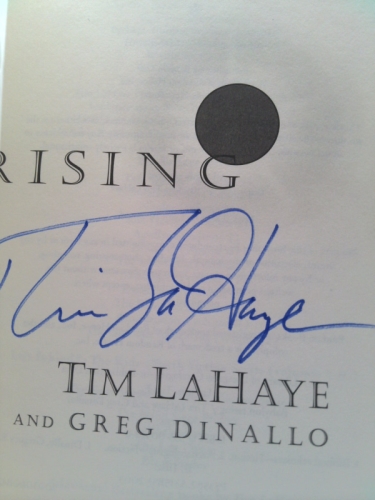 RISING
Tim LaHaye
TIM LAHAYE
AND GREG DINALLO